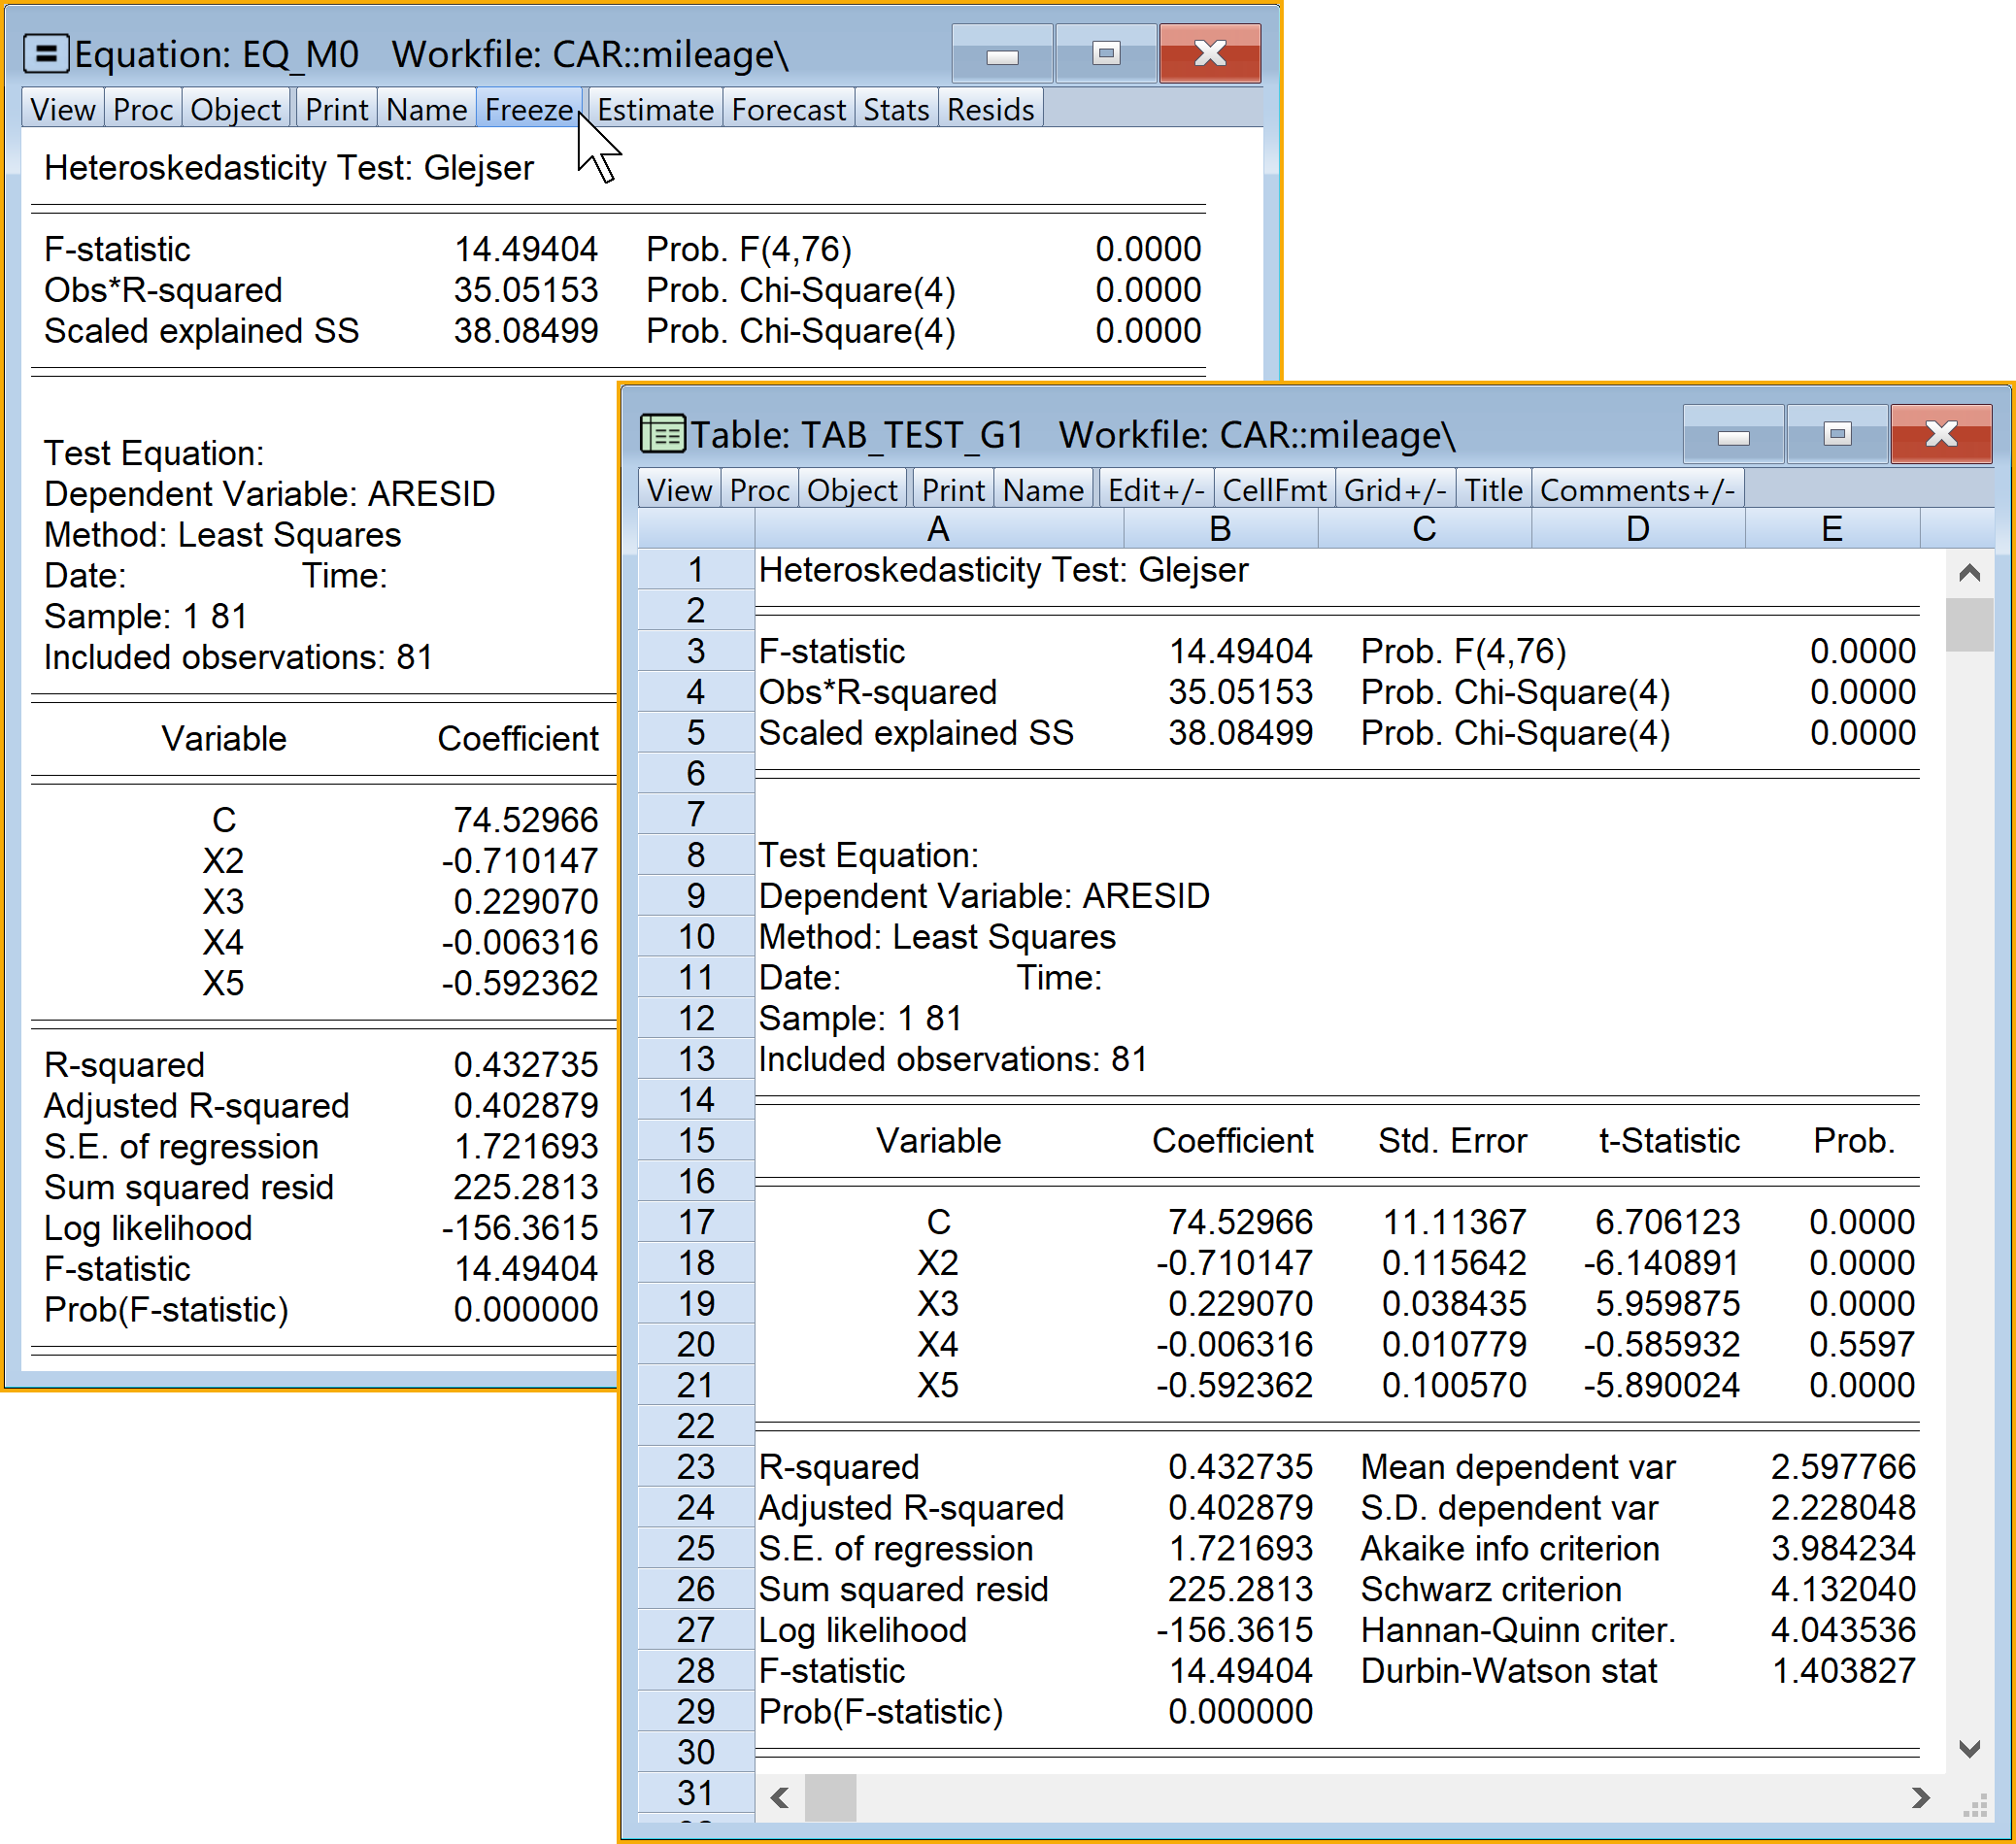 Equation: EQ_M0 Workfile: CAR::mileage\
View Proc Object Print Name Freeze Estimate Forecast Stats Resids
Heteroskedasticity Test: Glejser
F-statistic 14.49404 Prob. F(4,76) 0.0000
Obs*R-squared 35.05153 Prob. Chi-Square(4) 0.0000
Scaled explained SS 38.08499 Prob. Chi-Square(4) 0.0000
Test Equation:
Dependent Variable: ARESID
Method: Least Squares
Date: Time:
Sample: 1 81
Included observations: 81
Variable Coefficient
C 74.52966
X2 -0.710147
X3 0.229070
X4 -0.006316
X5 -0.592362
R-squared 0.432735
Adjusted R-squared 0.402879
S.E. of regression 1.721693
Sum squared resid 225.2813
Log likelihood -156.3615
F-statistic 14.49404
Prob(F-statistic) 0.000000
Table: TAB_TEST_G1 Workfile: CAR::mileage\
View Proc Object Print Name Edit+/- CellFmt Grid+/- Title Comments+/-
A B C D E
1 Heteroskedasticity Test: Glejser
2
3 F-statistic 14.49404 Prob. F(4,76) 0.0000
4 Obs*R-squared 35.05153 Prob. Chi-Square(4) 0.0000
5 Scaled explained SS 38.08499 Prob. Chi-Square(4) 0.0000
6
7
8 Test Equation:
9 Dependent Variable: ARESID
10 Method: Least Squares
11 Date: Time:
12 Sample: 1 81
13 Included observations: 81
14
15 Variable Coefficient Std. Error t-Statistic Prob.
16
17 C 74.52966 11.11367 6.706123 0.0000
18 X2 -0.710147 0.115642 -6.140891 0.0000
19 X3 0.229070 0.038435 5.959875 0.0000
20 X4 -0.006316 0.010779 -0.585932 0.5597
21 X5 -0.592362 0.100570 -5.890024 0.0000
22
23 R-squared 0.432735 Mean dependent var 2.597766
24 Adjusted R-squared 0.402879 S.D. dependent var 2.228048
25 S.E. of regression 1.721693 Akaike info criterion 3.984234
26 Sum squared resid 225.2813 Schwarz criterion 4.132040
27 Log likelihood -156.3615 Hannan-Quinn criter. 4.043536
28 F-statistic 14.49404 Durbin-Watson stat 1.403827
29 Prob(F-statistic) 0.000000
30
31